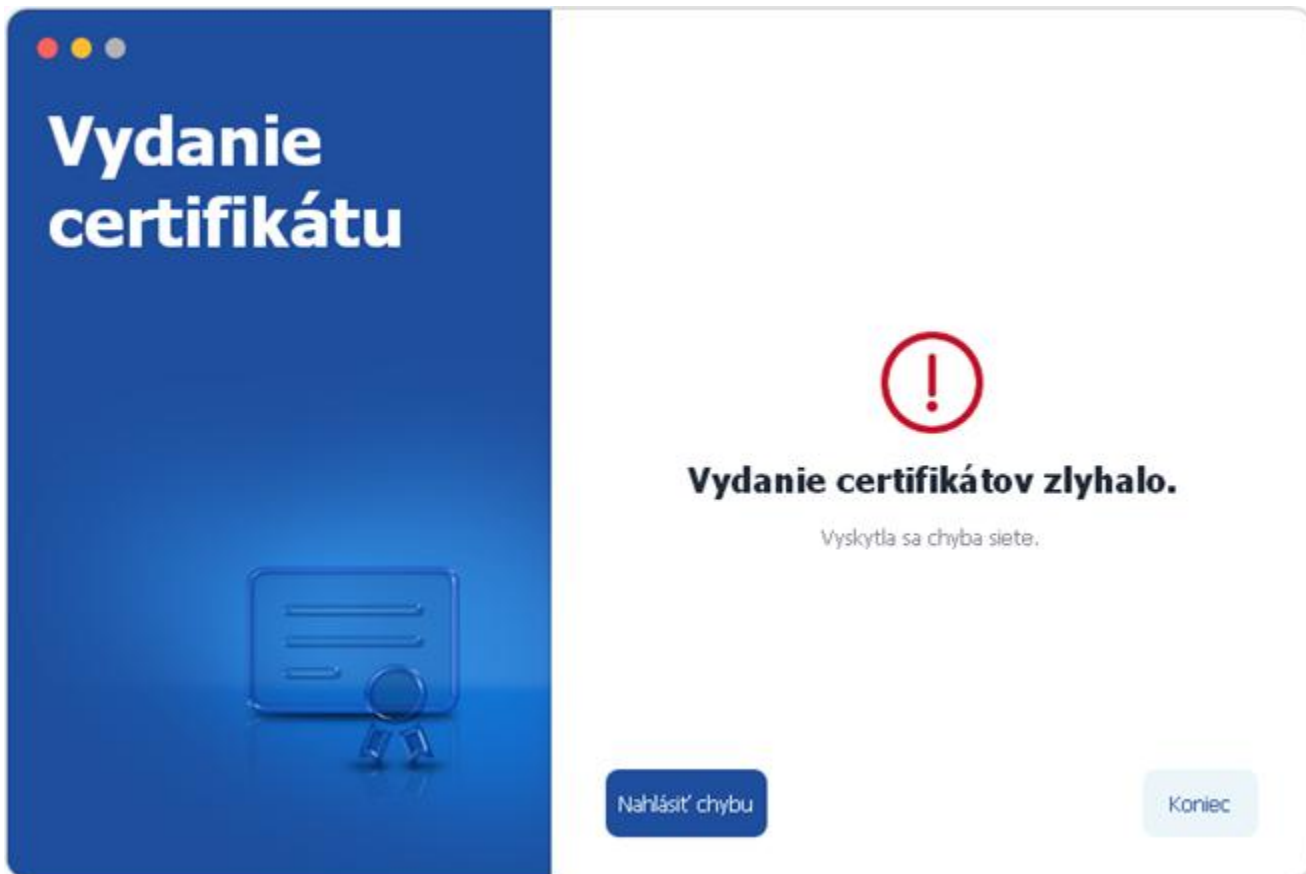 Vydanie
certifikátu
Vydanie certifikátov zlyhalo.
Vyskytla sa chyba siete.
Nahlásiť chybu
Koniec